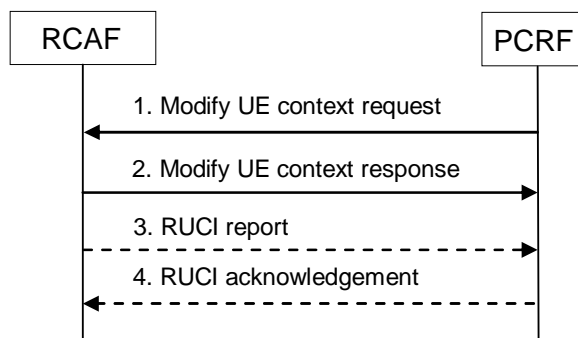 RCAF
PCRF
1. Modify UE context request
2. Modify UE context response
3. RUCI report
4. RUCI acknowledgement